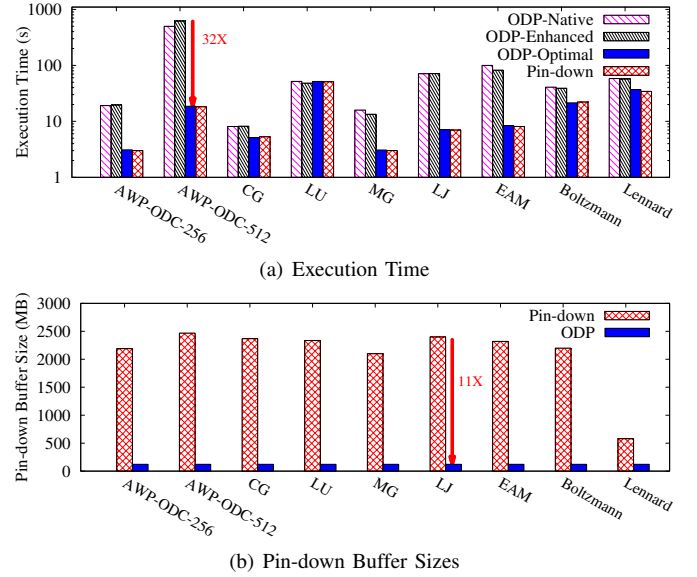 1000
100
10
1
Execution Time (s)
ODP-Native
ODP-Enhanced
ODP-Optimal
Pin-down
32X
AWP-ODC-256
AWP-ODC-512
CG
LU
MG
LJ
EAM
Boltzmann
Lennard
(a) Execution Time
3000
2500
2000
1500
1000
500
0
Pin-down Buffer Size (MB)
Pin-down
ODP
11X
AWP-ODC-256
AWP-ODC-512
CG
LU
MG
LJ
EAM
Boltzmann
Lennard
(b) Pin-down Buffer Sizes